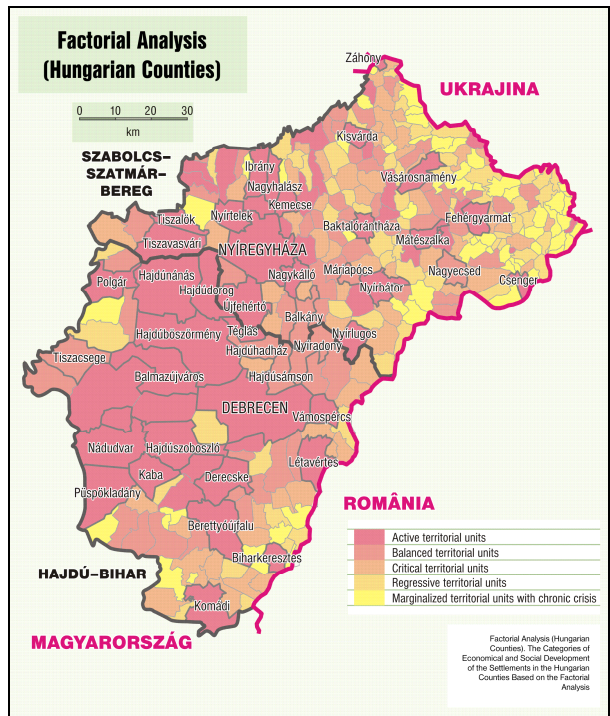 Factorial Analysis
(Hungarian Counties)
0 10 20 30
km
SZABOLCS–
SZATMÁR–
BEREG
UKRAJINA
Záhony
Kisvárda
Ibrány
Nagyhalász
Vásárosnamény
Kemecse
Tiszalök
Nyírtelek
Baktalórántháza
Fehérgyarmat
Tiszavasvári
NYÍREGYHÁZA
Mátészalka
Polgár
Hajdúnánás
Nagykálló
Máriapócs
Nagyecsed
Csenger
Hajdúdorog
Nyírbátor
Újfehértó
Balkány
Hajdúböszörmény
Téglás
Nyírlugos
Nyíradony
Hajdúhadház
Tiszacsege
Balmazújváros
Hajdúsámson
DEBRECEN
Vámospércs
Nádudvar
Hajdúszoboszló
Létavértes
Kaba
Derecske
Püspökladány
ROMÂNIA
Berettyóújfalu
Biharkeresztes
HAJDÚ–BIHAR
Komádi
MAGYARORSZÁG
Active territorial units
Balanced territorial units
Critical territorial units
Regressive territorial units
Marginalized territorial units with chronic crisis
Factorial Analysis (Hungarian
Counties). The Categories of
Economical and Social Development
of the Settlements in the Hungarian
Counties Based on the Factorial
Analysis